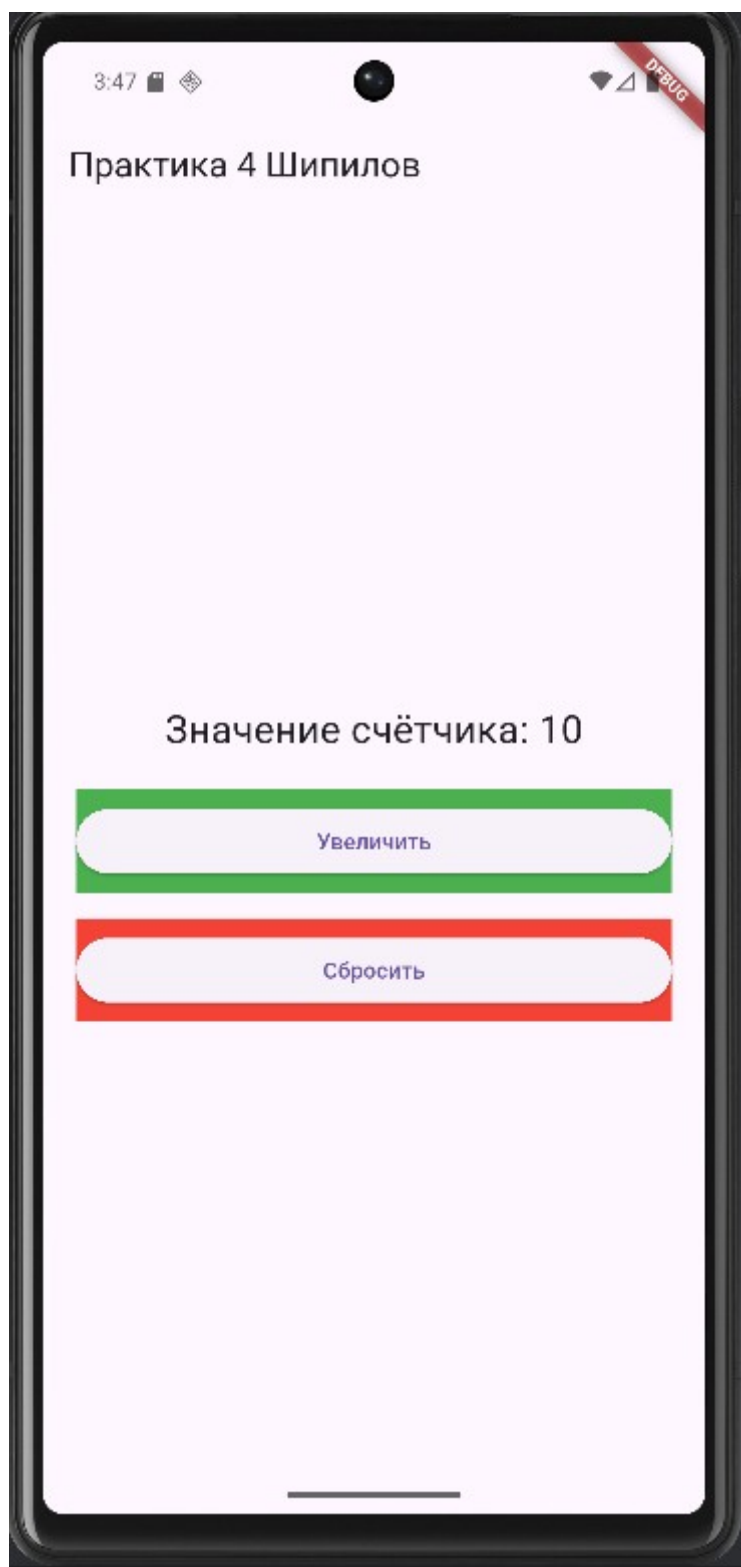 3:47
DEBUG
Практика 4 Шипилов
Значение счётчика: 10
Увеличить
Сбросить